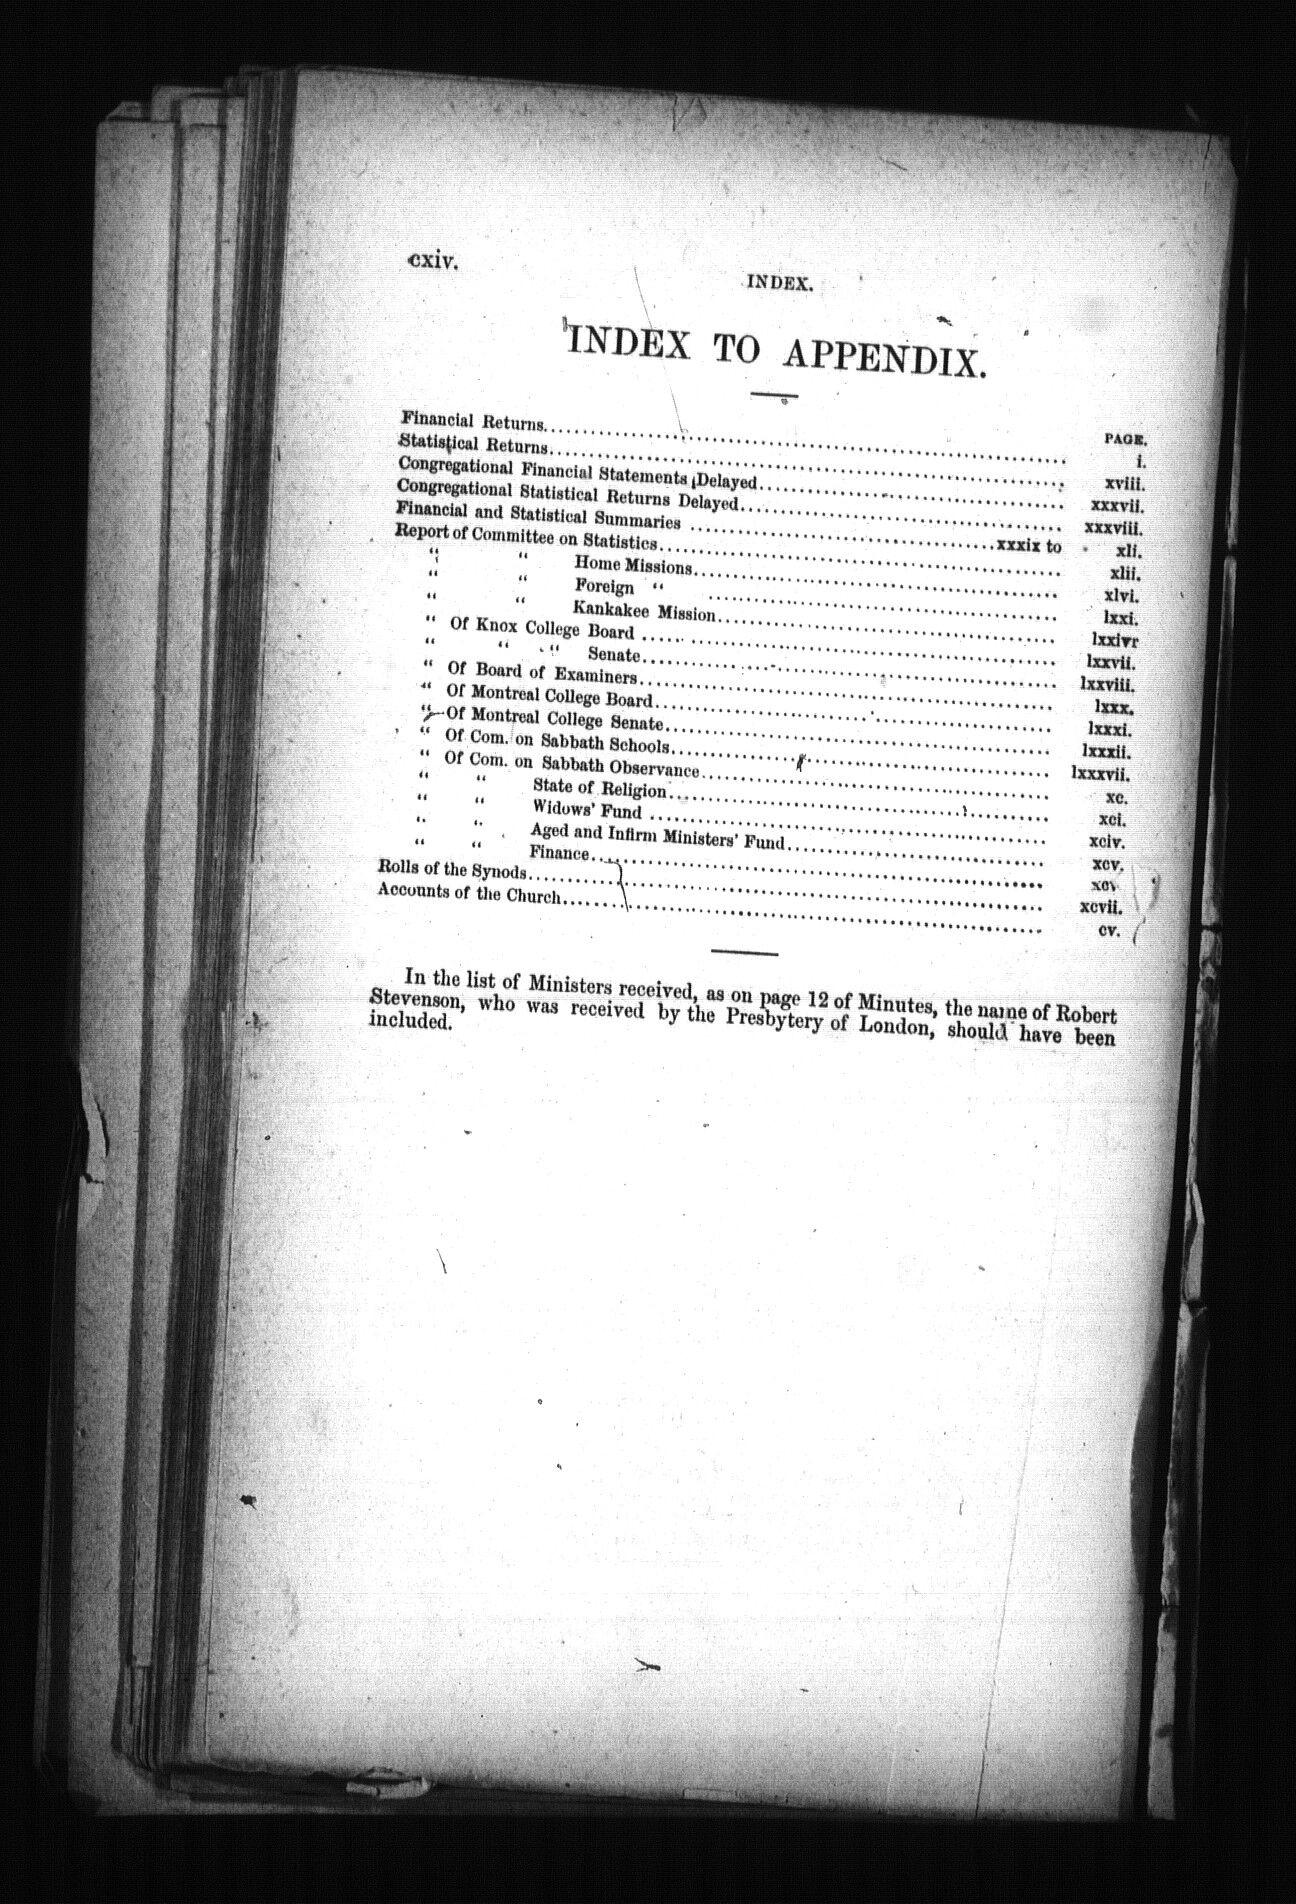 cxiv.
INDEX.
INDEX TO APPENDIX.
PAGE.
Financial Returns........ i.
Statistical Returns........ xviii.
Congregational Financial Statements Delayed........ xxxvii.
Congregational Statistical Returns Delayed........ xxxviii.
Financial and Statistical Summaries ........xxxix to xli.
Report of Committee on Statistics........ xlii.
“ “ Home Missions........ xlvi.
“ “ Foreign “ ........ lxxi.
“ “ Kankakee Mission........ lxxiv
“ Of Knox College Board ........ lxxvii.
“ “ “ Senate........ lxxviii.
“ Of Board of Examiners........ lxxx.
“ Of Montreal College Board........ lxxxi.
“ Of Montreal College Senate........ lxxxii.
“ Of Com. on Sabbath Schools........ lxxxvii.
“ Of Com. on Sabbath Observance........ xc.
“ “ State of Religion........ xci.
“ “ Widows' Fund ........ xciv.
“ “ Aged and Infirm Ministers' Fund........ xcv.
“ “ Finance........
Rolls of the Synods........ xcvii.
Accounts of the Church........ cv.
In the list of Ministers received, as on page 12 of Minutes, the name of Robert
Stevenson, who was received by the Presbytery of London, should have been
included.